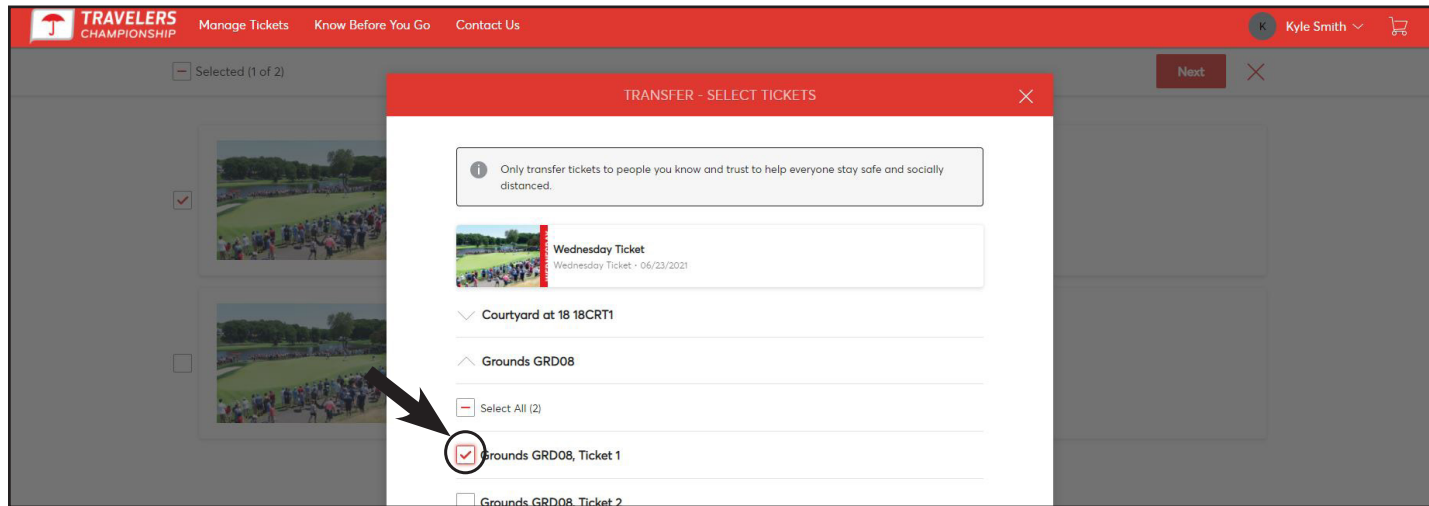 TRAVELERS
CHAMPIONSHIP
Manage Tickets Know Before You Go Contact Us
K Kyle Smith
Selected (1 of 2)
Next
TRANSFER - SELECT TICKETS
Only transfer tickets to people you know and trust to help everyone stay safe and socially
distanced.
Wednesday Ticket
Wednesday Ticket • 06/23/2021
Courtyard at 18 18CRT1
Grounds GRD08
Select All (2)
Grounds GRD08, Ticket 1
Grounds GRD08, Ticket 2